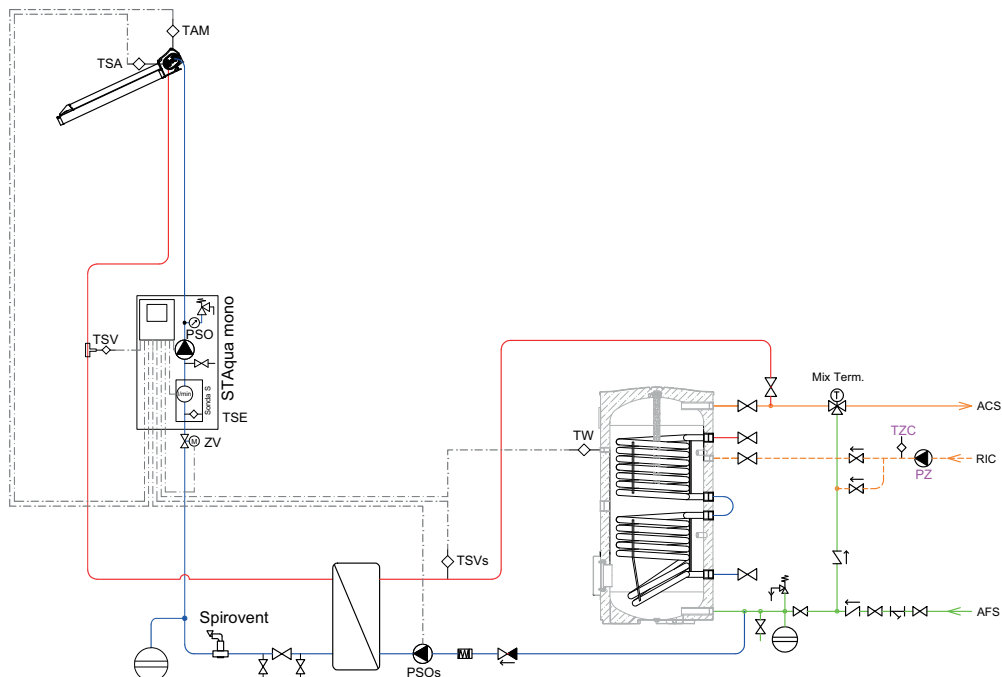 TAM
TSA
PSO
STAqua mono
TSV
l/min
Sonda S
TSE
M
ZV
Mix Term.
T
ACS
TW
TZC
RIC
PZ
TSVs
AFS
Spirovent
PSOs